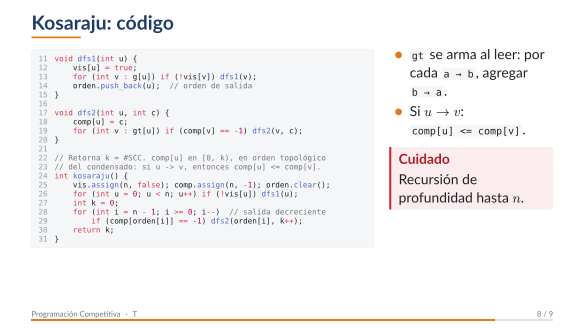 Kosaraju: código
11 void dfs1(int u) {
12     vis[u] = true;
13     for (int v : g[u]) if (!vis[v]) dfs1(v);
14     orden.push_back(u);  // orden de salida
15 }
16
17 void dfs2(int u, int c) {
18     comp[u] = c;
19     for (int v : gt[u]) if (comp[v] == -1) dfs2(v, c);
20 }
21
22 // Retorna k = #SCC. comp[u] en [0, k), en orden topológico
23 // del condensado: si u -> v, entonces comp[u] <= comp[v].
24 int kosaraju() {
25     vis.assign(n, false); comp.assign(n, -1); orden.clear();
26     for (int u = 0; u < n; u++) if (!vis[u]) dfs1(u);
27     int k = 0;
28     for (int i = n - 1; i >= 0; i--)  // salida decreciente
29         if (comp[orden[i]] == -1) dfs2(orden[i], k++);
30     return k;
31 }
gt se arma al leer: por
cada a → b, agregar
b → a.
Si u → v:
comp[u] <= comp[v].
Cuidado
Recursión de
profundidad hasta n.
Programación Competitiva · T
8 / 9